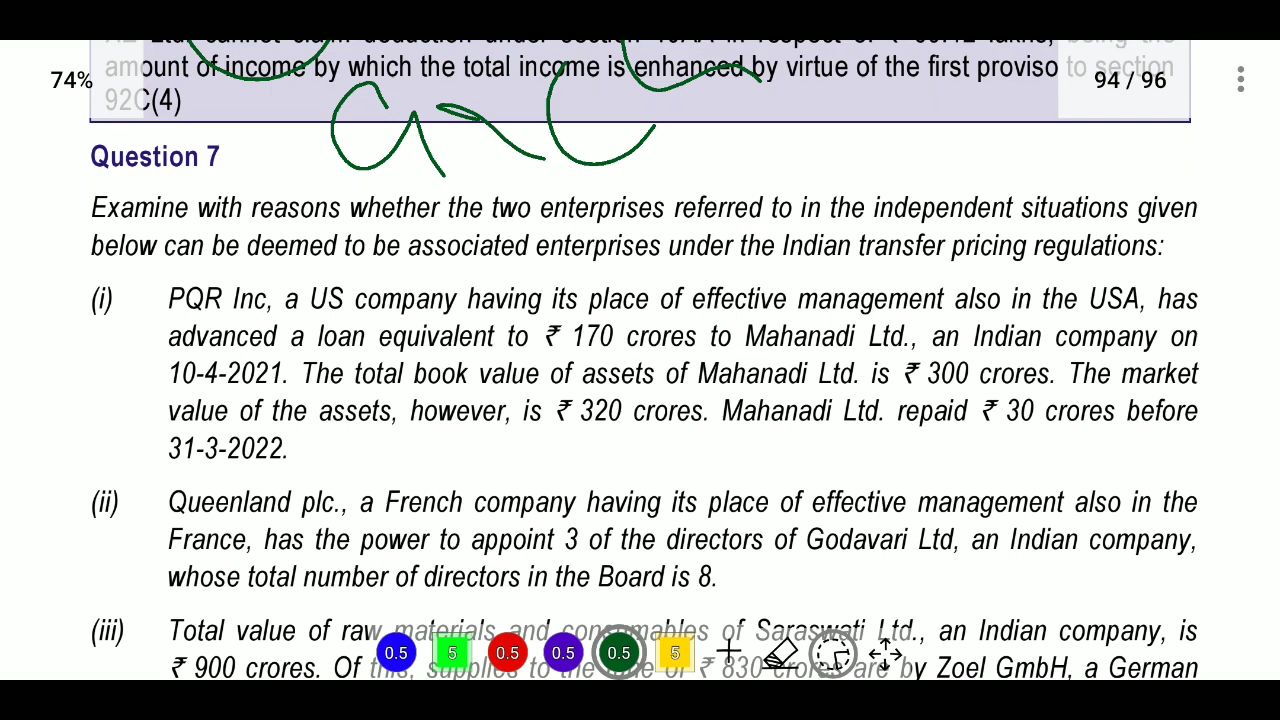 amount of income by which the total income is enhanced by virtue of the first proviso to section
74%
94 / 96
92C(4)
Question 7
Examine with reasons whether the two enterprises referred to in the independent situations given
below can be deemed to be associated enterprises under the Indian transfer pricing regulations:
(i) PQR Inc, a US company having its place of effective management also in the USA, has
advanced a loan equivalent to ₹ 170 crores to Mahanadi Ltd., an Indian company on
10-4-2021. The total book value of assets of Mahanadi Ltd. is ₹ 300 crores. The market
value of the assets, however, is ₹ 320 crores. Mahanadi Ltd. repaid ₹ 30 crores before
31-3-2022.
(ii) Queenland plc., a French company having its place of effective management also in the
France, has the power to appoint 3 of the directors of Godavari Ltd, an Indian company,
whose total number of directors in the Board is 8.
(iii) Total value of raw materials and consumables of Saraswati Ltd., an Indian company, is
0.5 5 0.5 0.5 0.5 5
₹ 900 crores. Of this, supplies to the tune of ₹ 830 crores are by Zoel GmbH, a German